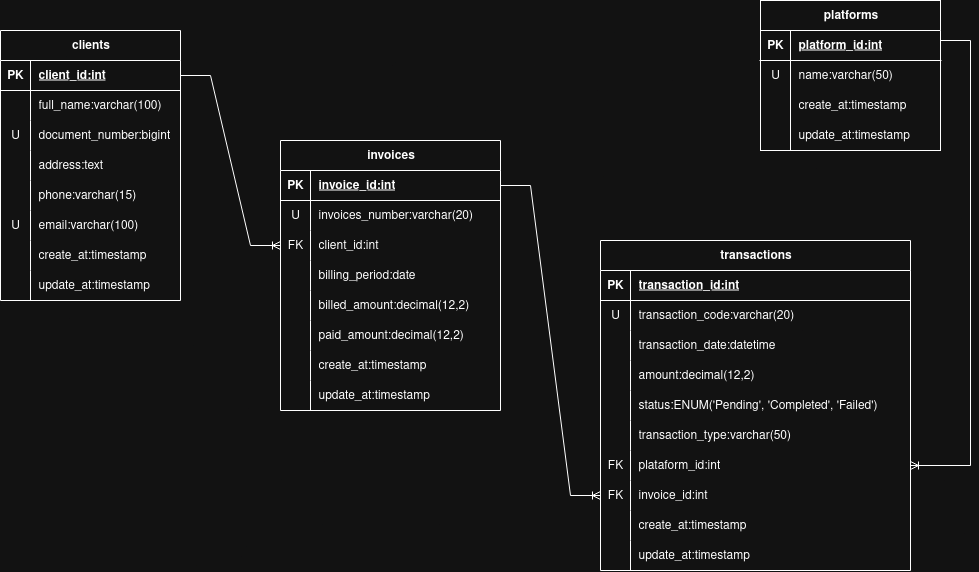 clients
PK client_id:int
full_name:varchar(100)
U document_number:bigint
address:text
phone:varchar(15)
U email:varchar(100)
create_at:timestamp
update_at:timestamp
invoices
PK invoice_id:int
U invoices_number:varchar(20)
FK client_id:int
billing_period:date
billed_amount:decimal(12,2)
paid_amount:decimal(12,2)
create_at:timestamp
update_at:timestamp
platforms
PK platform_id:int
U name:varchar(50)
create_at:timestamp
update_at:timestamp
transactions
PK transaction_id:int
U transaction_code:varchar(20)
transaction_date:datetime
amount:decimal(12,2)
status:ENUM('Pending', 'Completed', 'Failed')
transaction_type:varchar(50)
FK plataform_id:int
FK invoice_id:int
create_at:timestamp
update_at:timestamp